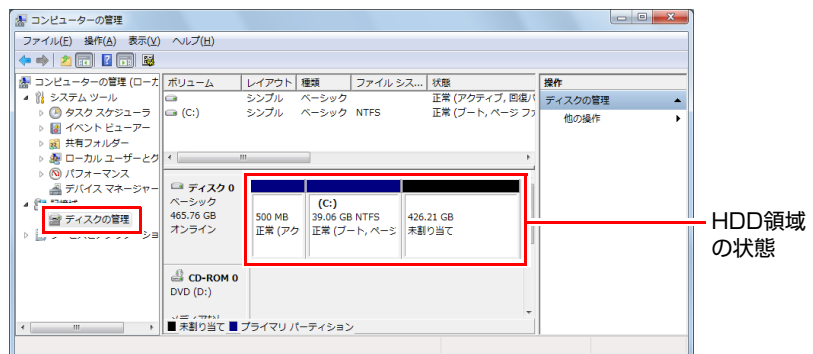 コンピューターの管理
ファイル(F) 操作(A) 表示(V) ヘルプ(H)
コンピューターの管理 (ローカ
システム ツール
タスク スケジューラ
イベント ビューアー
共有フォルダー
ローカル ユーザーとグ
パフォーマンス
デバイス マネージャー
ディスクの管理
ボリューム レイアウト 種類 ファイル シス... 状態
シンプル ベーシック 正常 (アクティブ, 回復パ
(C:) シンプル ベーシック NTFS 正常 (ブート, ページ ファ
ディスク 0
ベーシック
465.76 GB
オンライン
500 MB
正常 (アク
(C:)
39.06 GB NTFS
正常 (ブート, ページ
426.21 GB
未割り当て
CD-ROM 0
DVD (D:)
未割り当て プライマリ パーティション
操作
ディスクの管理
他の操作
HDD領域
の状態